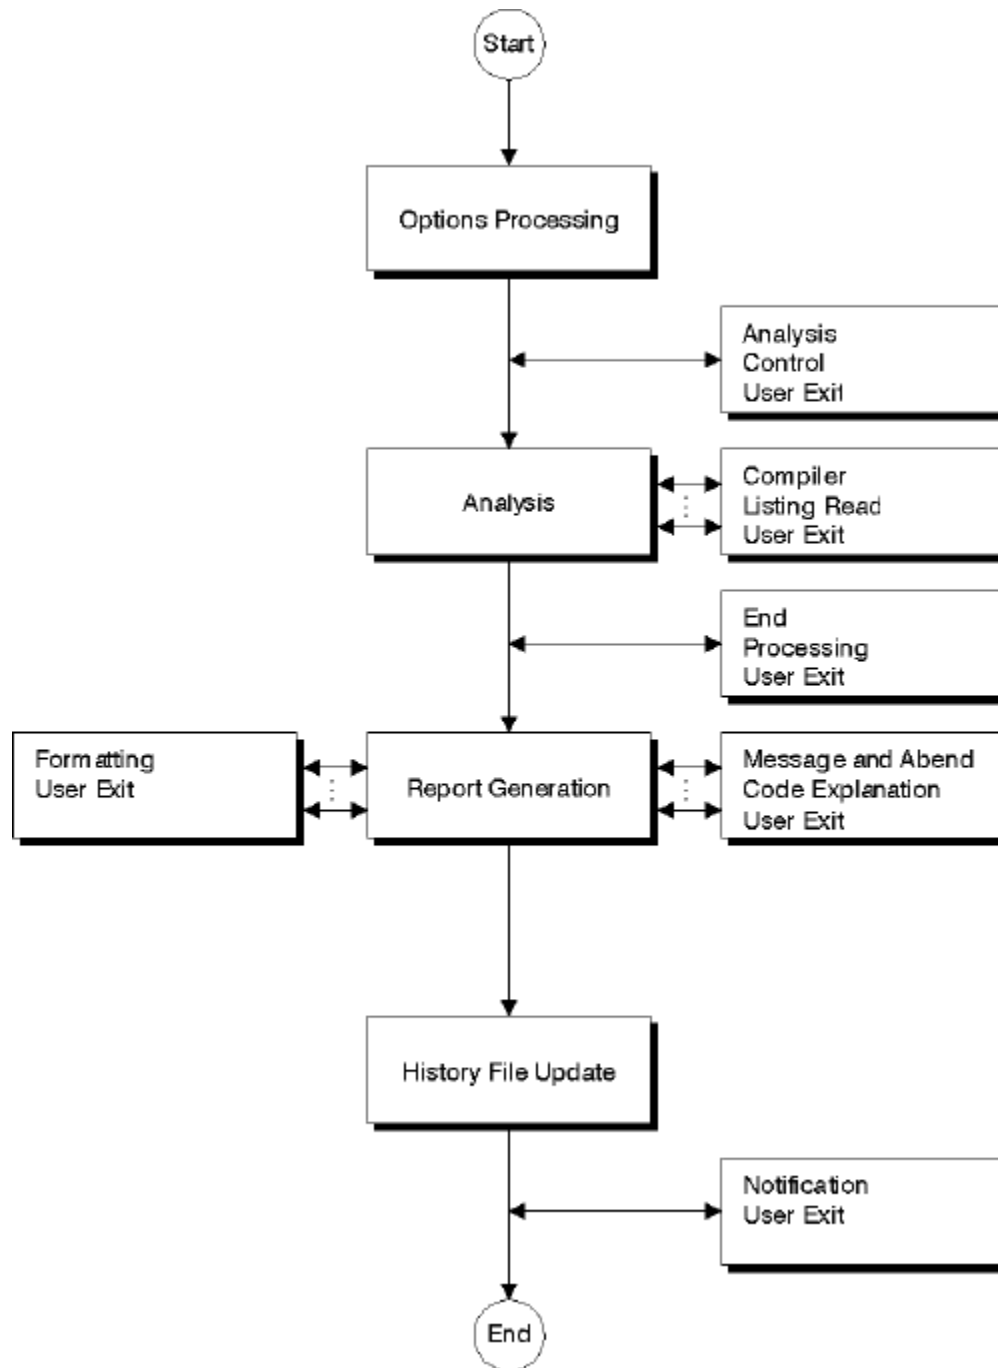 Start
Options Processing
Analysis
Control
User Exit
Analysis
Compiler
Listing Read
User Exit
End
Processing
User Exit
Formatting
User Exit
Report Generation
Message and Abend
Code Explanation
User Exit
History File Update
Notification
User Exit
End